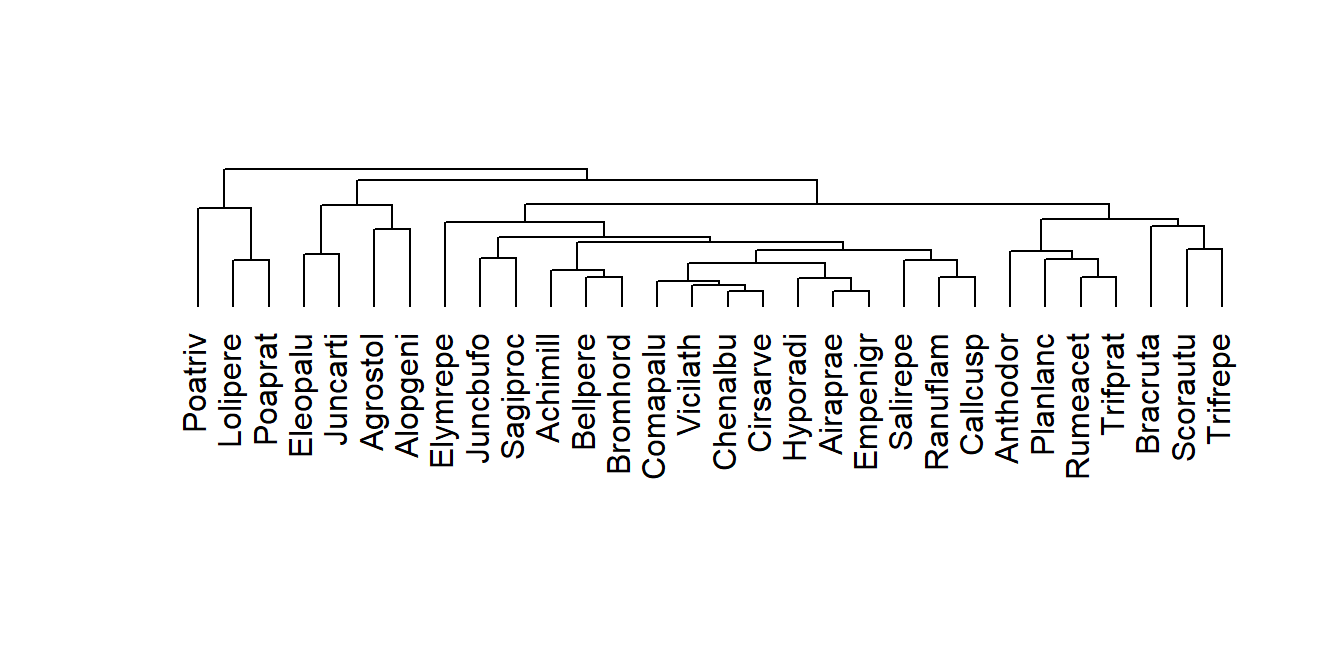 Poatriv
Lolipere
Poaprat
Eleopalu
Juncarti
Agrostol
Alopgeni
Elymrepe
Juncbufo
Sagiproc
Achimill
Bellpere
Bromhord
Comapalu
Vicilath
Chenalbu
Cirsarve
Hyporadi
Airaprae
Empenigr
Salirepe
Ranuflam
Callcusp
Anthodor
Planlanc
Rumeacet
Trifprat
Bracruta
Scorautu
Trifrepe